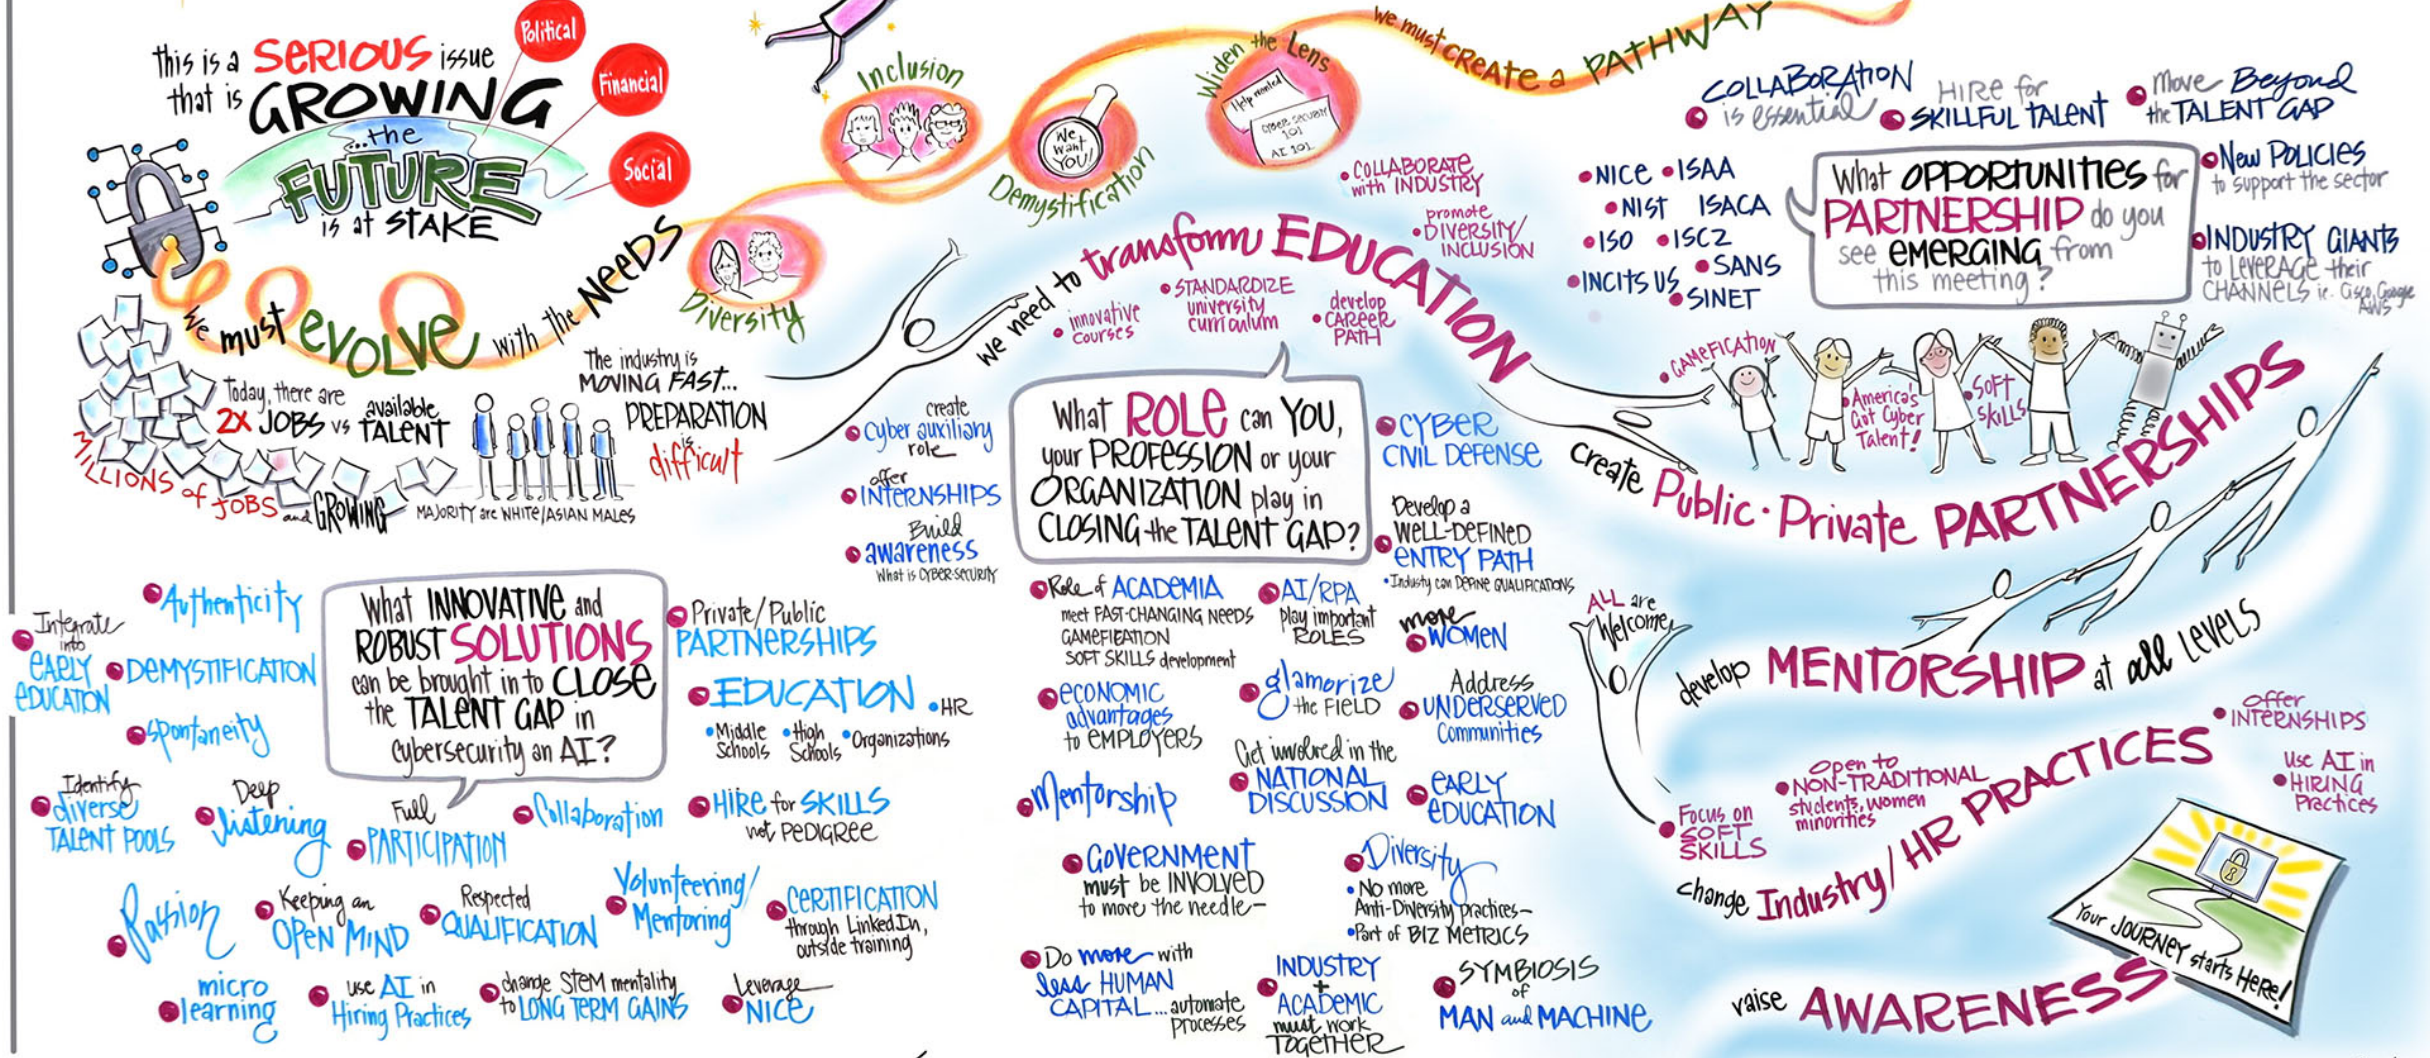 this is a SERIOUS issue
that is GROWING
...the
FUTURE
is at STAKE
Political
Financial
Social
we must evolve with the NEEDS
Today, there are
2X JOBS vs available TALENT
MILLIONS of JOBS and GROWING
The industry is
MOVING FAST...
PREPARATION
is
difficult
MAJORITY are WHITE/ASIAN MALES
Diversity
Inclusion
We
want
YOU!
Demystification
Widen the Lens
Help wanted
CYBER SECURITY
101
AI 101
we must CREATE a PATHWAY
we need to transform EDUCATION
COLLABORATE
with INDUSTRY
promote
DIVERSITY/
INCLUSION
innovative
courses
STANDARDIZE
university
curriculum
develop
CAREER
PATH
COLLABORATION
is essential
HIRE for
SKILLFUL TALENT
Move Beyond
the TALENT GAP
NICE
ISAA
NIST
ISACA
ISO
ISC2
INCITS US
SANS
SINET
What OPPORTUNITIES for
PARTNERSHIP do you
see EMERGING from
this meeting?
New POLICIES
to support the sector
INDUSTRY GIANTS
to LEVERAGE their
CHANNELS ie. Cisco, Google
AWS
GAMEFICATION
America's
Got Cyber
Talent!
SOFT
SKILLS
create Public · Private PARTNERSHIPS
What INNOVATIVE and
ROBUST SOLUTIONS
can be brought in to CLOSE
the TALENT GAP in
cybersecurity an AI?
Authenticity
Integrate
into
EARLY
EDUCATION
DEMYSTIFICATION
spontaneity
Identify
diverse
TALENT POOLS
Deep
listening
Full
PARTICIPATION
Collaboration
Private/Public
PARTNERSHIPS
EDUCATION
HR
Middle
Schools
High
Schools
Organizations
HIRE for SKILLS
not PEDIGREE
Passion
Keeping an
OPEN MIND
Respected
QUALIFICATION
Volunteering/
Mentoring
CERTIFICATION
through LinkedIn,
outside training
micro
learning
use AI in
Hiring Practices
change STEM mentality
to LONG TERM GAINS
Leverage
NICE
What ROLE can YOU,
your PROFESSION or your
ORGANIZATION play in
CLOSING the TALENT GAP?
create
cyber auxiliary
role
offer
INTERNSHIPS
Build
awareness
What is CYBER-SECURITY
CYBER
CIVIL DEFENSE
Develop a
WELL-DEFINED
ENTRY PATH
Industy can DEFINE QUALIFICATIONS
Role of ACADEMIA
meet FAST-CHANGING NEEDS
GAMEFICATION
SOFT SKILLS development
AI/RPA
play important
ROLES
more
WOMEN
ECONOMIC
advantages
to EMPLOYERS
glamorize
the FIELD
Address
UNDERSERVED
Communities
Mentorship
Get involved in the
NATIONAL
DISCUSSION
EARLY
EDUCATION
GOVERNMENT
must be INVOLVED
to move the needle-
Diversity
No more
Anti-Diversity practices-
Part of BIZ METRICS
Do more with
less HUMAN
CAPITAL... automate
processes
INDUSTRY
+
ACADEMIC
must work
TOGETHER
SYMBIOSIS
of
MAN and MACHINE
ALL are
Welcome
develop MENTORSHIP at all LEVELS
Focus on
SOFT
SKILLS
Open to
NON-TRADITIONAL
students, women
minorities
offer
INTERNSHIPS
Use AI in
HIRING
Practices
change Industry/HR PRACTICES
Your JOURNEY starts HERE!
raise AWARENESS